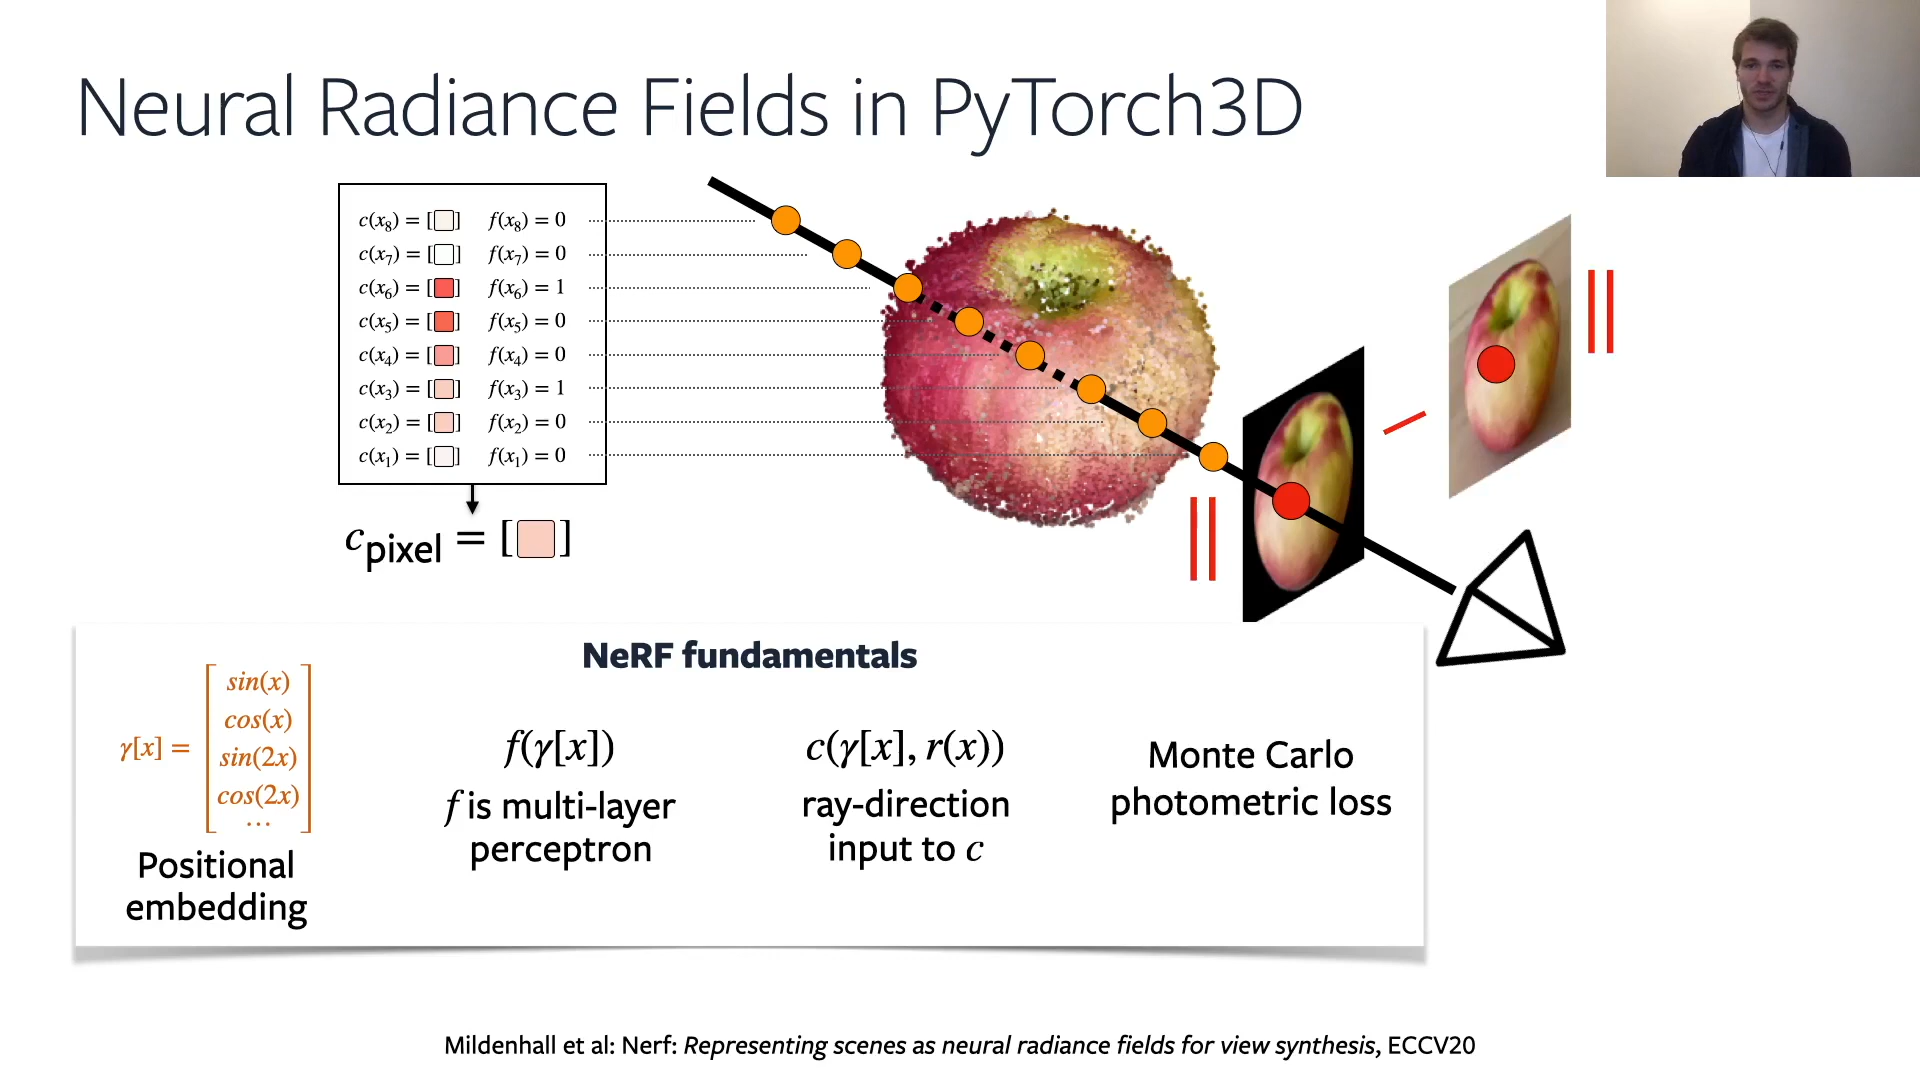 Neural Radiance Fields in PyTorch3D
c(x₈) = [ ] f(x₈) = 0
c(x₇) = [ ] f(x₇) = 0
c(x₆) = [ ] f(x₆) = 1
c(x₅) = [ ] f(x₅) = 0
c(x₄) = [ ] f(x₄) = 0
c(x₃) = [ ] f(x₃) = 1
c(x₂) = [ ] f(x₂) = 0
c(x₁) = [ ] f(x₁) = 0
c pixel = [ ]
NeRF fundamentals
γ[x] =
sin(x)
cos(x)
sin(2x)
cos(2x)
...
Positional
embedding
f(γ[x])
f is multi-layer
perceptron
c(γ[x], r(x))
ray-direction
input to c
Monte Carlo
photometric loss
Mildenhall et al: Nerf: Representing scenes as neural radiance fields for view synthesis, ECCV20